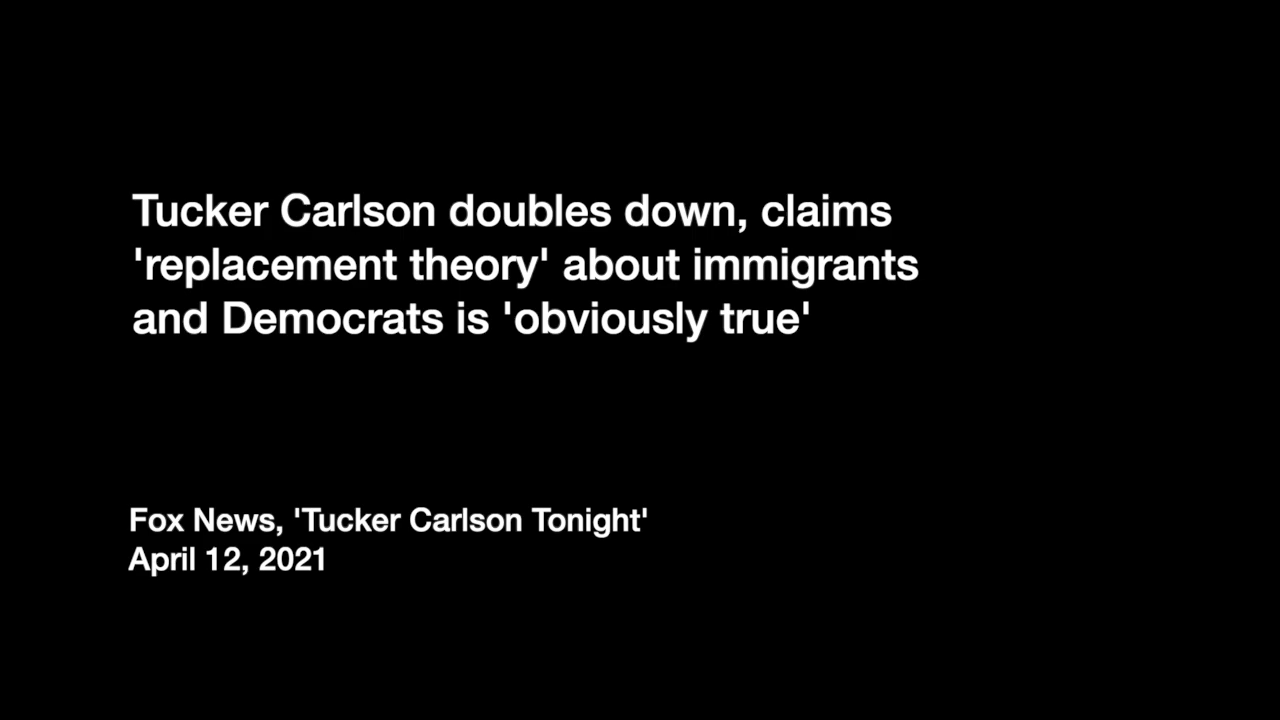 Tucker Carlson doubles down, claims
'replacement theory' about immigrants
and Democrats is 'obviously true'
Fox News, 'Tucker Carlson Tonight'
April 12, 2021